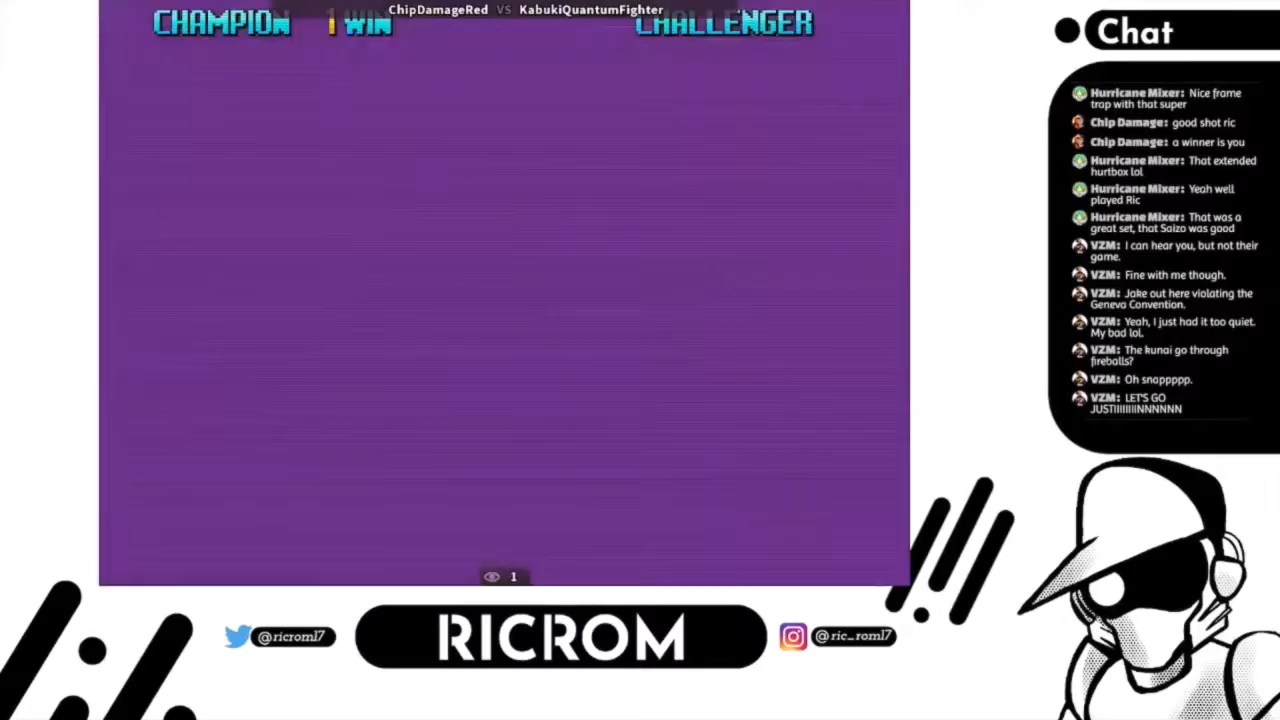 ChipDamageRed VS KabukiQuantumFighter
CHAMPION 1 WIN
CHALLENGER
Chat
Hurricane Mixer: Nice frame
trap with that super
Chip Damage: good shot ric
Chip Damage: a winner is you
Hurricane Mixer: That extended
hurtbox lol
Hurricane Mixer: Yeah well
played Ric
Hurricane Mixer: That was a
great set, that Saizo was good
VZM: I can hear you, but not their
game.
VZM: Fine with me though.
VZM: Jake out here violating the
Geneva Convention.
VZM: Yeah, I just had it too quiet.
My bad lol.
VZM: The kunai go through
fireballs?
VZM: Oh snappppp.
VZM: LET'S GO
JUSTIIIIIIIINNNNNN
1
@ricrom17
RICROM
@ric_rom17